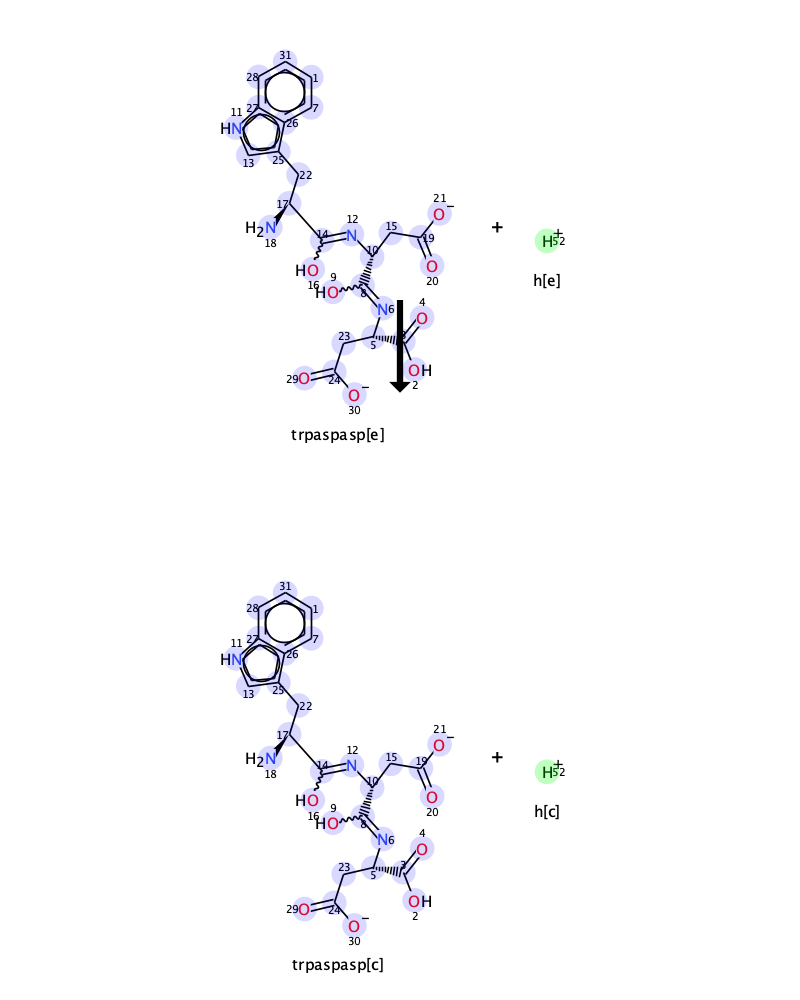 31
28
1
27
7
11
HN
26
13
25
22
17
H2N
18
12
N
15
21
O−
14
10
19
+
H+
52
HO
16
9
HO
8
O
20
h[e]
N6
4
O
23
5
3
29O
24
OH
2
O−
30
trpaspasp[e]
31
28
1
27
7
11
HN
26
13
25
22
17
H2N
18
12
N
15
21
O−
14
10
19
+
H+
52
HO
16
9
HO
8
O
20
h[c]
N6
4
O
23
5
3
29O
24
OH
2
O−
30
trpaspasp[c]